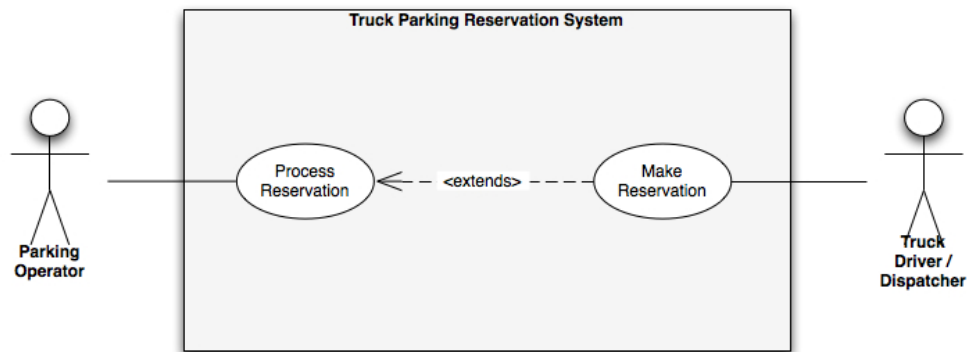 Truck Parking Reservation System
Process
Reservation
<extends>
Make
Reservation
Parking
Operator
Truck
Driver /
Dispatcher